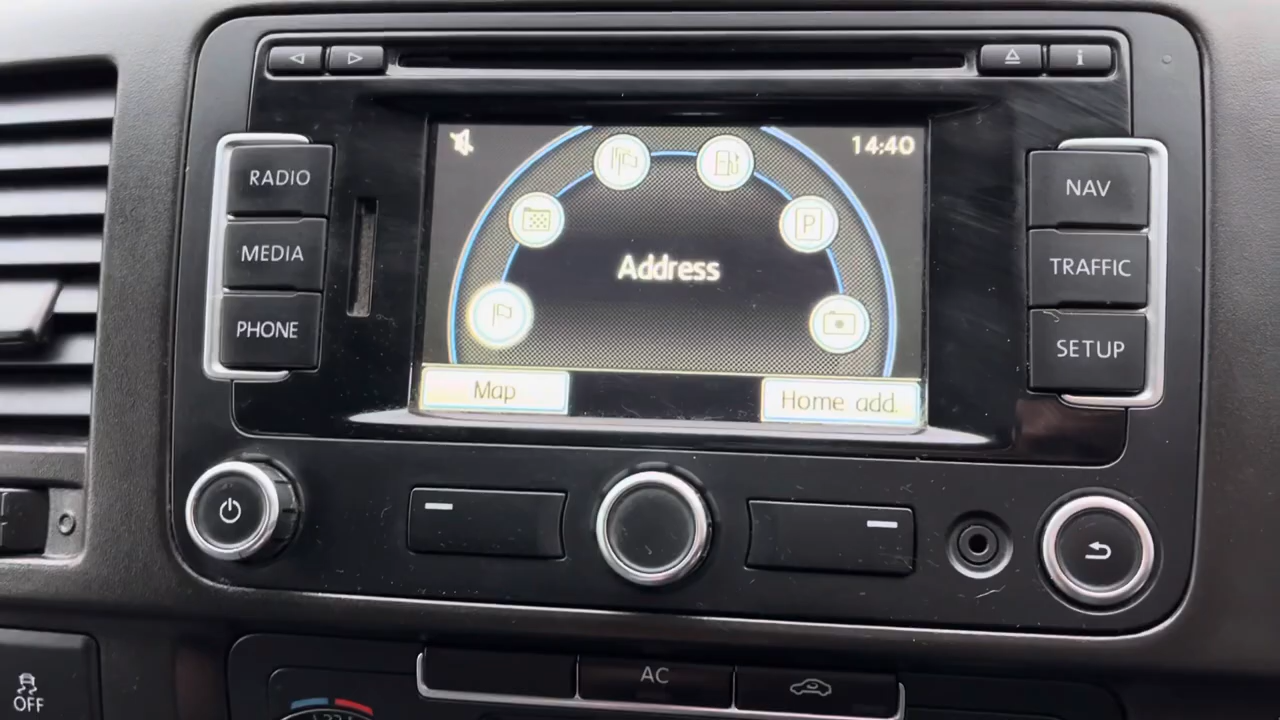 i
RADIO
MEDIA
PHONE
14:40
P
Address
Map
Home add.
NAV
TRAFFIC
SETUP
OFF
AC